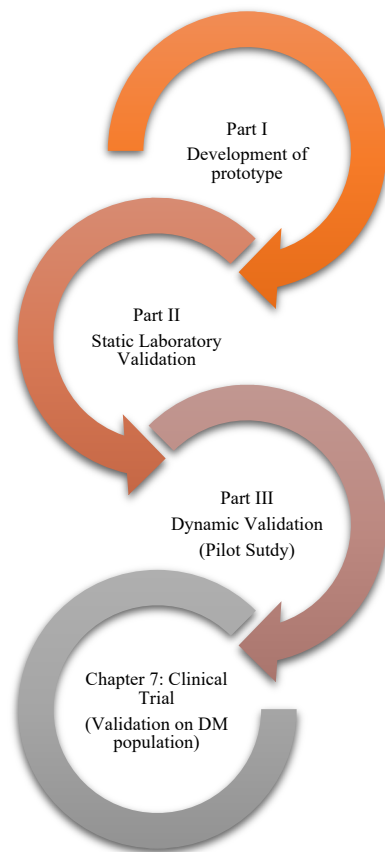 Part I
Development of
prototype
Part II
Static Laboratory
Validation
Part III
Dynamic Validation
(Pilot Sutdy)
Chapter 7: Clinical
Trial
(Validation on DM
population)